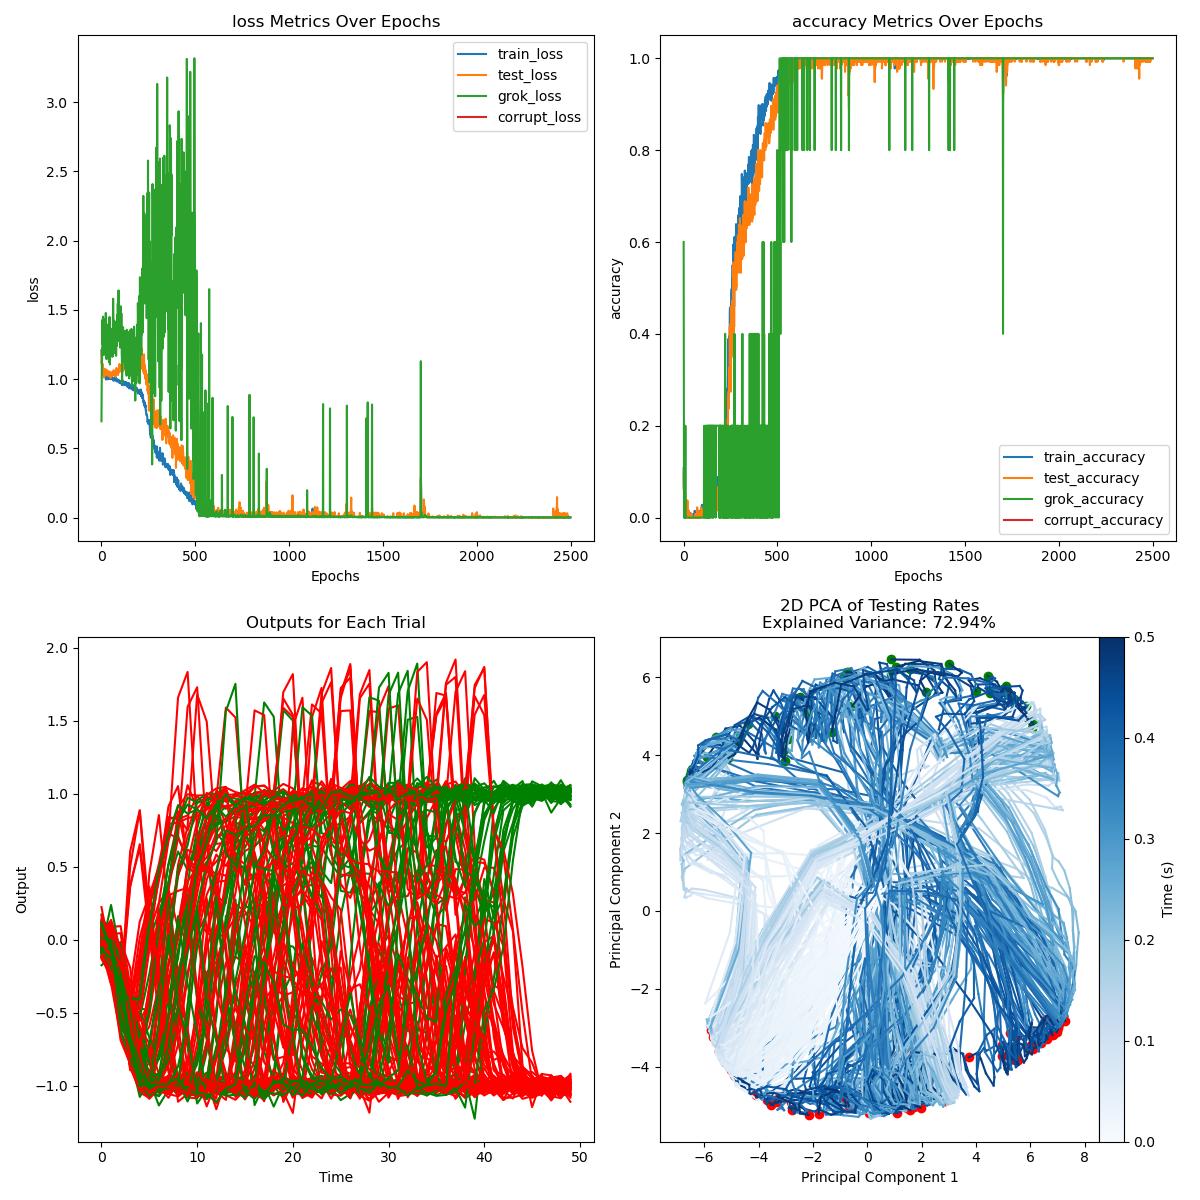 loss Metrics Over Epochs
loss
3.0
2.5
2.0
1.5
1.0
0.5
0.0
0 500 1000 1500 2000 2500
Epochs
train_loss
test_loss
grok_loss
corrupt_loss
accuracy Metrics Over Epochs
accuracy
1.0
0.8
0.6
0.4
0.2
0.0
0 500 1000 1500 2000 2500
Epochs
train_accuracy
test_accuracy
grok_accuracy
corrupt_accuracy
Outputs for Each Trial
Output
2.0
1.5
1.0
0.5
0.0
−0.5
−1.0
0 10 20 30 40 50
Time
2D PCA of Testing Rates
Explained Variance: 72.94%
Principal Component 2
6
4
2
0
−2
−4
−6 −4 −2 0 2 4 6 8
Principal Component 1
0.5
0.4
0.3
0.2
0.1
0.0
Time (s)